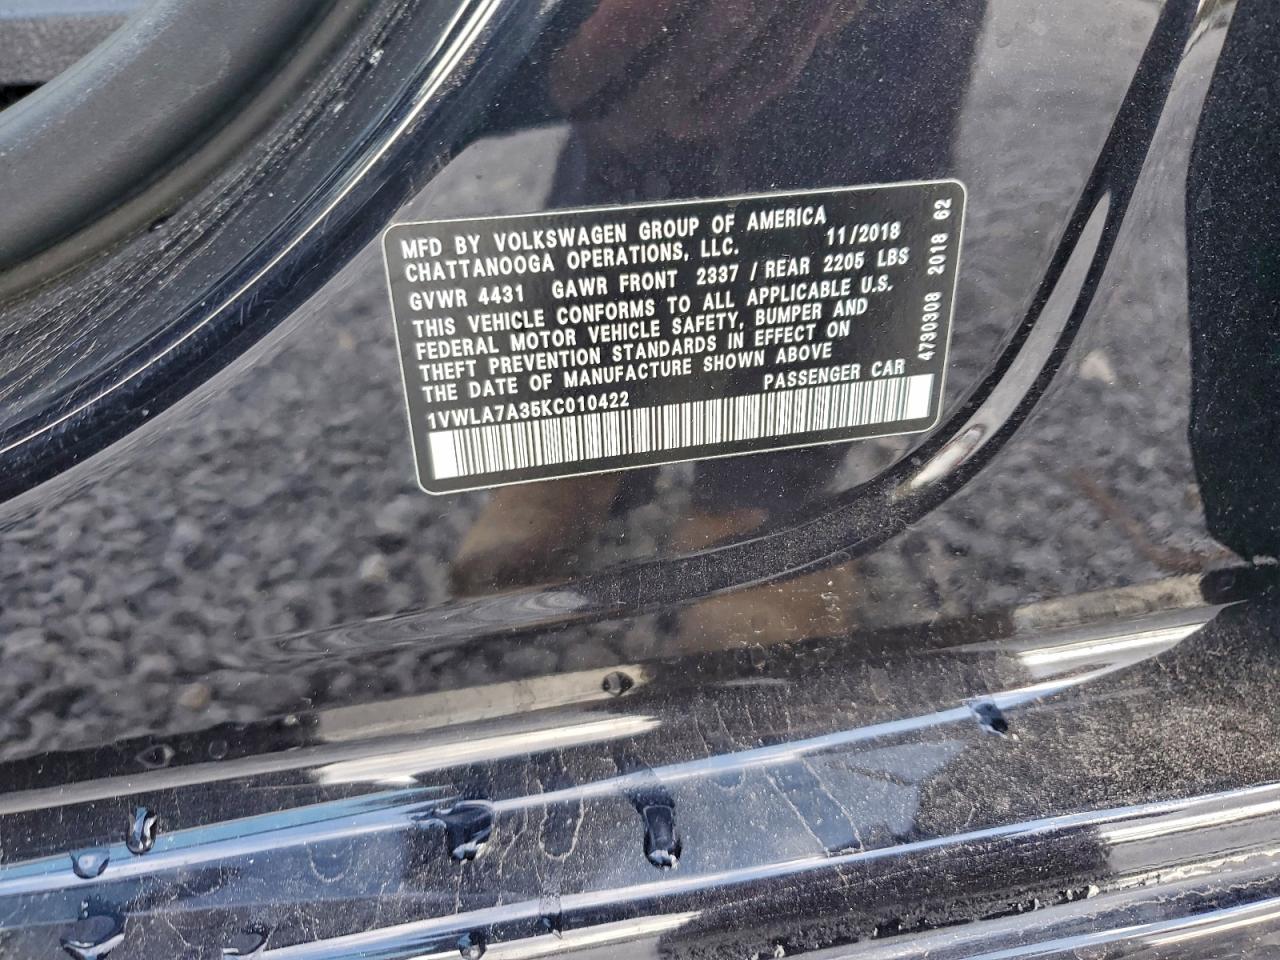 MFD BY VOLKSWAGEN GROUP OF AMERICA
CHATTANOOGA OPERATIONS, LLC. 11/2018
GVWR 4431 GAWR FRONT 2337 / REAR 2205 LBS
THIS VEHICLE CONFORMS TO ALL APPLICABLE U.S.
FEDERAL MOTOR VEHICLE SAFETY, BUMPER AND
THEFT PREVENTION STANDARDS IN EFFECT ON
THE DATE OF MANUFACTURE SHOWN ABOVE
1VWLA7A35KC010422 PASSENGER CAR
4730308 2018 62